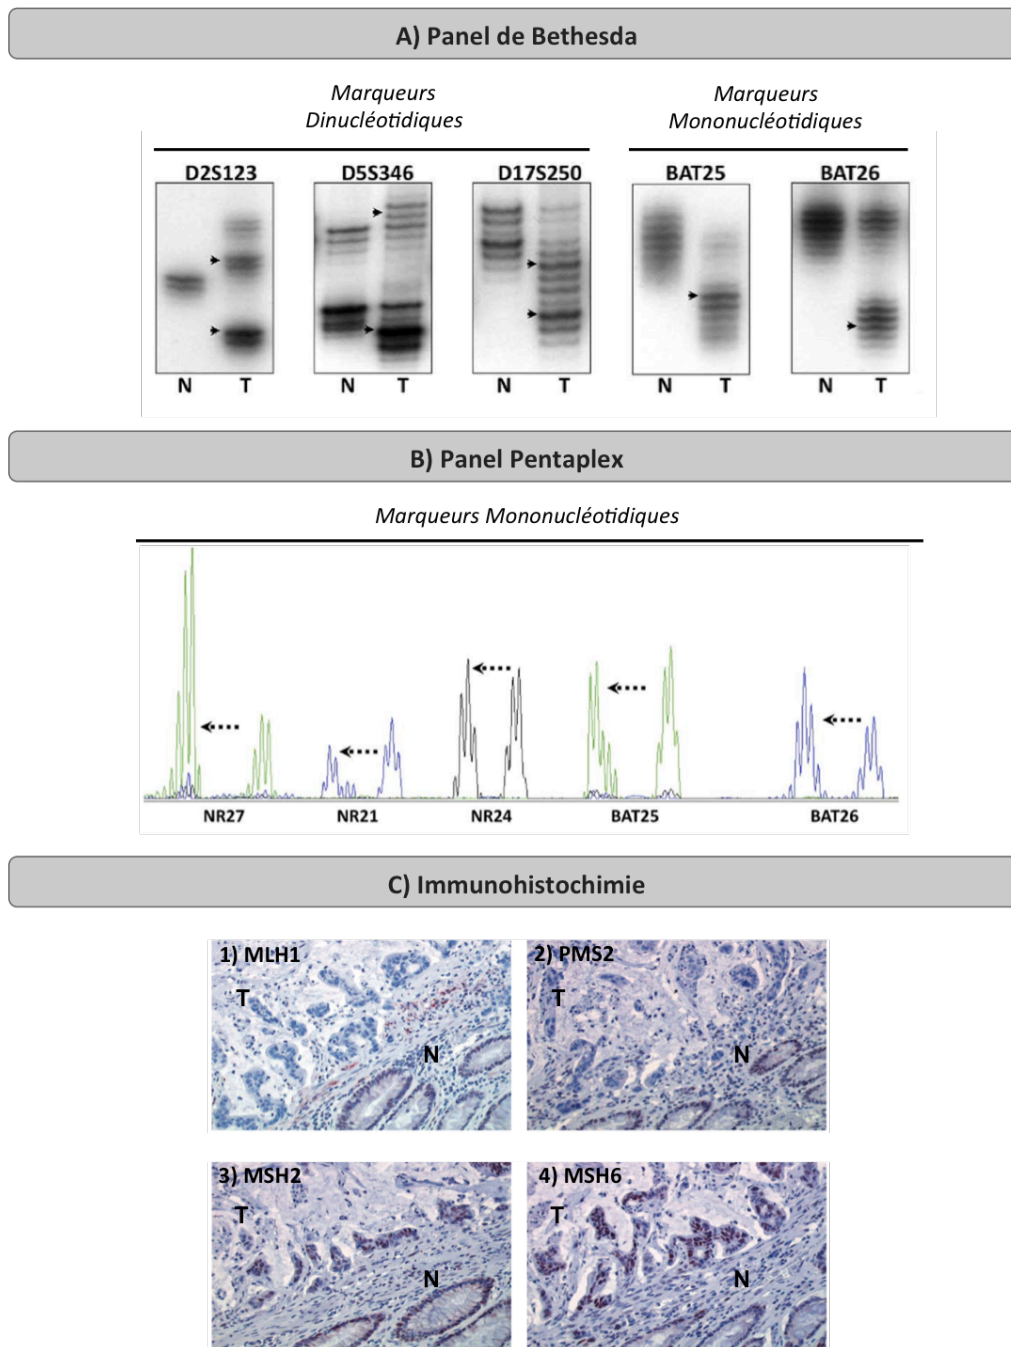 A) Panel de Bethesda
Marqueurs
Dinucléotidiques
Marqueurs
Mononucléotidiques
D2S123
D5S346
D17S250
BAT25
BAT26
N T
N T
N T
N T
N T
B) Panel Pentaplex
Marqueurs Mononucléotidiques
NR27 NR21 NR24 BAT25 BAT26
C) Immunohistochimie
1) MLH1
T
N
2) PMS2
T
N
3) MSH2
T
N
4) MSH6
T
N